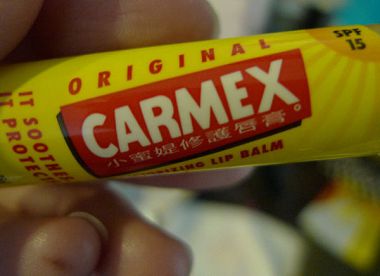 ORIGINAL
CARMEX
小蜜媞修護唇膏
LIP BALM
IT SOOTHES
IT PROTECTS
SPF
15